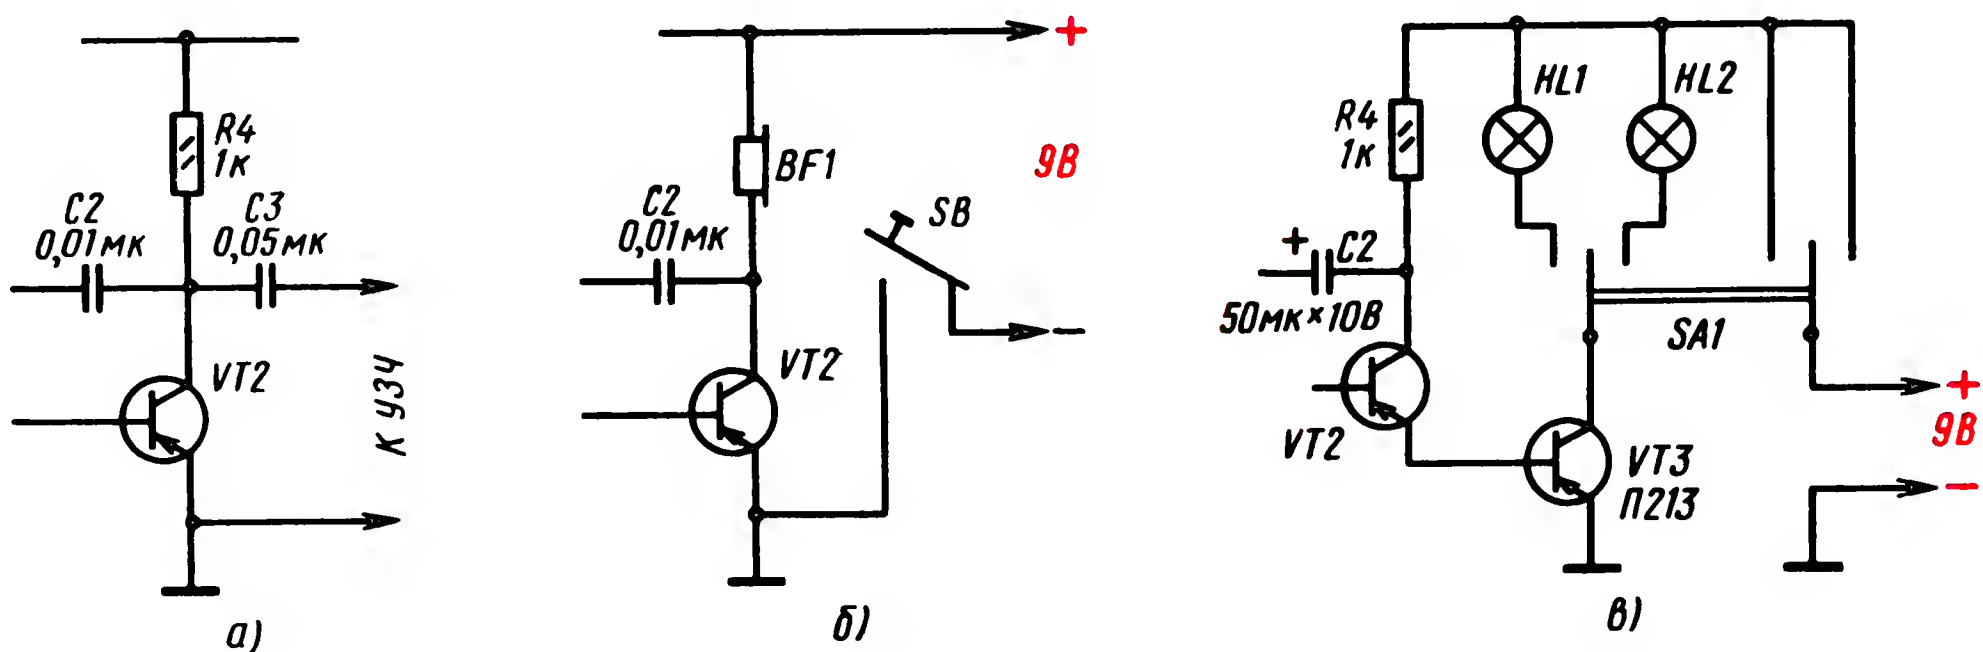 R4
1к
C2
0,01мк
C3
0,05мк
VT2
К УЗЧ
а)
+
BF1
9В
C2
0,01мк
SB
−
VT2
б)
HL1
HL2
R4
1к
+
C2
50мк×10В
SA1
VT2
VT3
П213
+
9В
−
в)